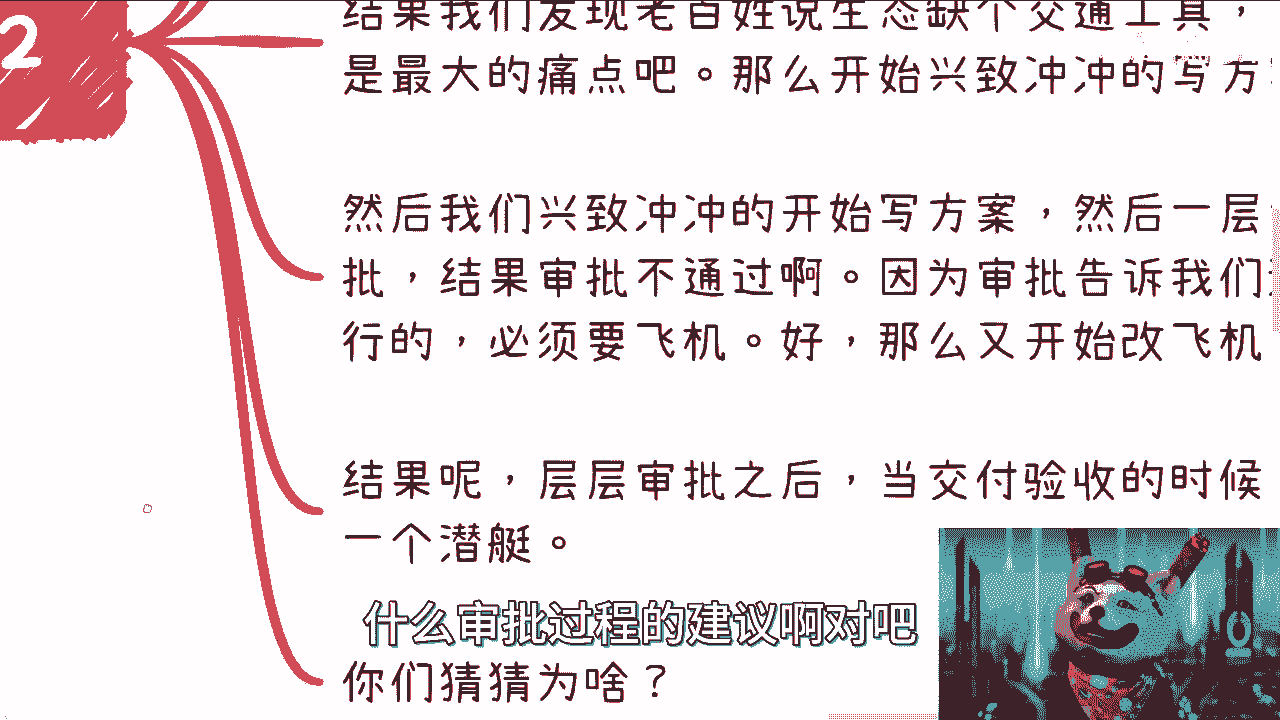 2
结果我们发现老百姓说生态缺个交通工具，
是最大的痛点吧。那么开始兴致冲冲的写方
然后我们兴致冲冲的开始写方案，然后一层
批，结果审批不通过啊。因为审批告诉我们
行的，必须要飞机。好，那么又开始改飞机
结果呢，层层审批之后，当交付验收的时候
一个潜艇。
什么审批过程的建议啊对吧
你们猜猜为啥？